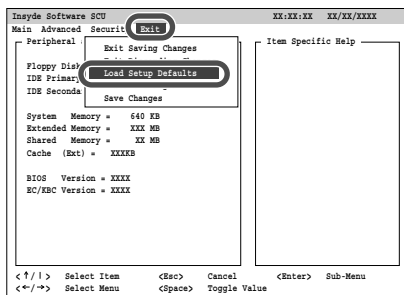 Insyde Software SCU XX:XX:XX XX/XX/XXXX
Main Advanced Securit Exit
Peripheral
Item Specific Help
Exit Saving Changes
Floppy Disk
Load Setup Defaults
IDE Primary
IDE Seconda
Save Changes
System Memory = 640 KB
Extended Memory = XXX MB
Shared Memory = XX MB
Cache (Ext) = XXXKB
BIOS Version = XXXX
EC/KBC Version = XXXX
<↑/↓> Select Item <Esc> Cancel <Enter> Sub-Menu
<←/→> Select Menu <Space> Toggle Value